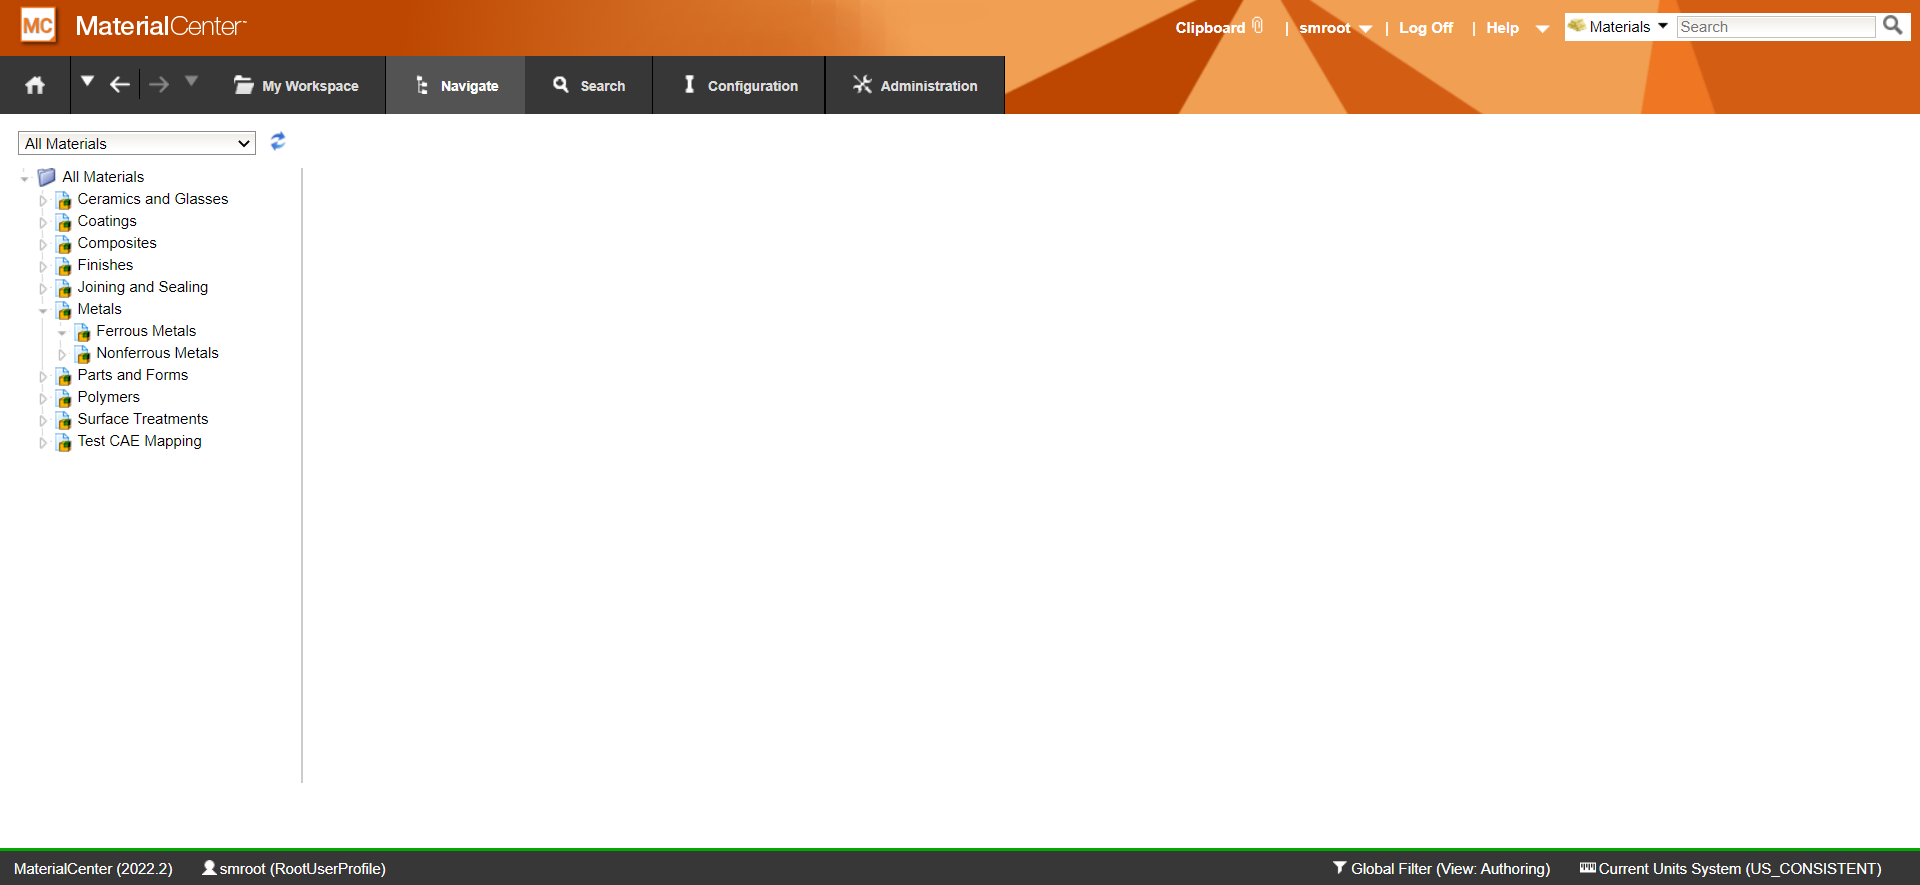 MC MaterialCenter
Clipboard | smroot | Log Off | Help Materials Search
My Workspace Navigate Search Configuration Administration
All Materials
All Materials
Ceramics and Glasses
Coatings
Composites
Finishes
Joining and Sealing
Metals
Ferrous Metals
Nonferrous Metals
Parts and Forms
Polymers
Surface Treatments
Test CAE Mapping
MaterialCenter (2022.2) smroot (RootUserProfile) Global Filter (View: Authoring) Current Units System (US_CONSISTENT)